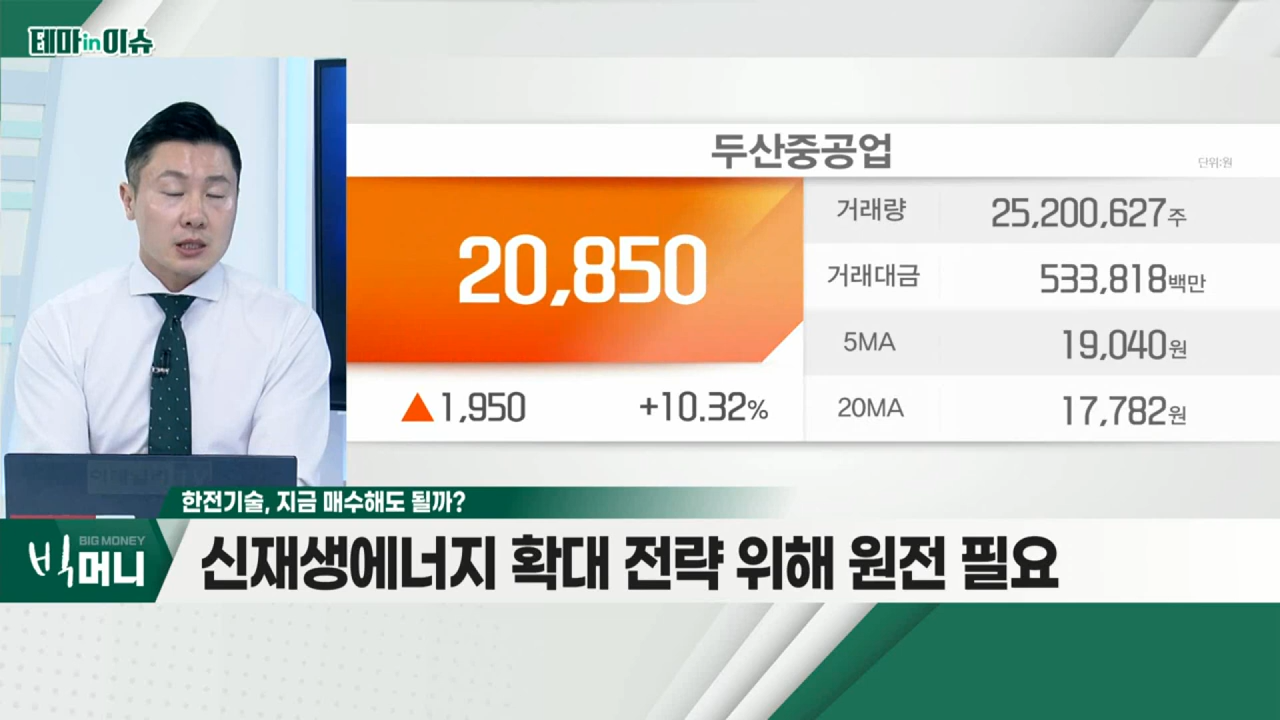 테마in이슈
두산중공업
단위:원
20,850
▲1,950 +10.32%
거래량 25,200,627주
거래대금 533,818백만
5MA 19,040원
20MA 17,782원
한전기술, 지금 매수해도 될까?
BIG MONEY
빅머니
신재생에너지 확대 전략 위해 원전 필요